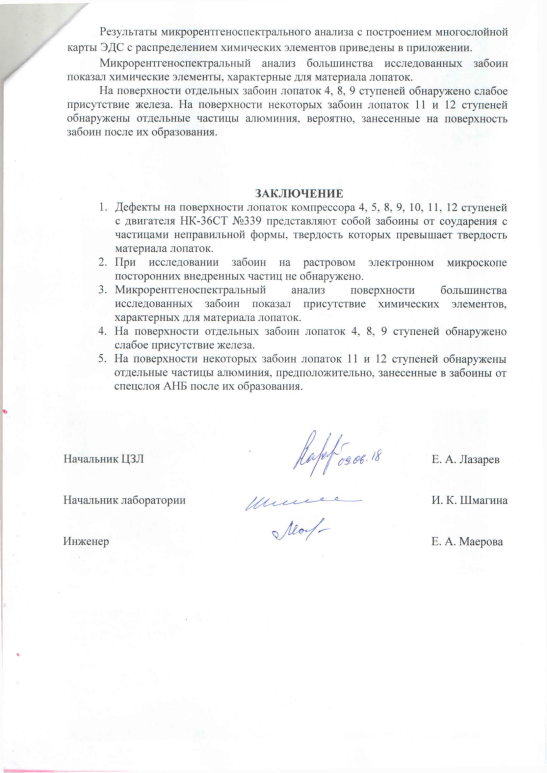 Результаты микрорентгеноспектрального анализа с построением многослойной
карты ЭДС с распределением химических элементов приведены в приложении.
Микрорентгеноспектральный анализ большинства исследованных забоин
показал химические элементы, характерные для материала лопаток.
На поверхности отдельных забоин лопаток 4, 8, 9 ступеней обнаружено слабое
присутствие железа. На поверхности некоторых забоин лопаток 11 и 12 ступеней
обнаружены отдельные частицы алюминия, вероятно, занесенные на поверхность
забоин после их образования.
ЗАКЛЮЧЕНИЕ
1. Дефекты на поверхности лопаток компрессора 4, 5, 8, 9, 10, 11, 12 ступеней
с двигателя НК-36СТ №339 представляют собой забоины от соударения с
частицами неправильной формы, твердость которых превышает твердость
материала лопаток.
2. При исследовании забоин на растровом электронном микроскопе
посторонних внедренных частиц не обнаружено.
3. Микрорентгеноспектральный анализ поверхности большинства
исследованных забоин показал присутствие химических элементов,
характерных для материала лопаток.
4. На поверхности отдельных забоин лопаток 4, 8, 9 ступеней обнаружено
слабое присутствие железа.
5. На поверхности некоторых забоин лопаток 11 и 12 ступеней обнаружены
отдельные частицы алюминия, предположительно, занесенные в забоины от
спецслоя АНБ после их образования.
Начальник ЦЗЛ 09.06.18 Е. А. Лазарев
Начальник лаборатории И. К. Шмагина
Инженер Е. А. Маерова